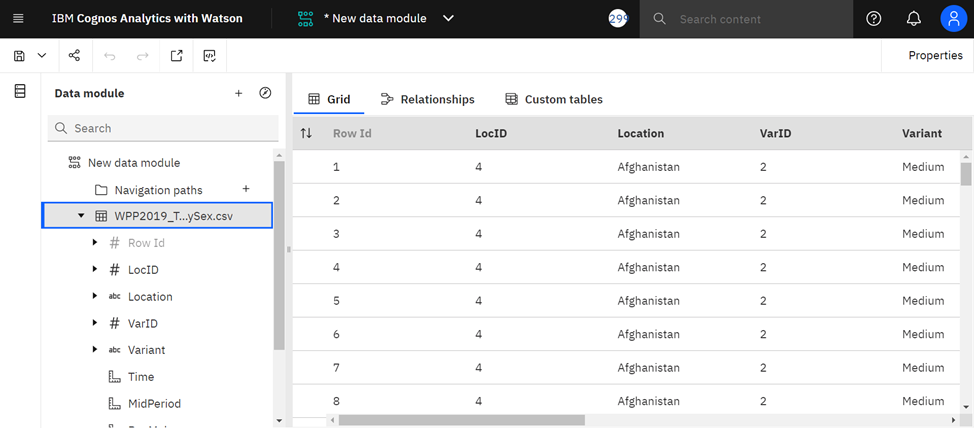 IBM Cognos Analytics with Watson
* New data module
299
Search content
Properties
Data module
Search
New data module
Navigation paths
WPP2019_T...ySex.csv
# Row Id
# LocID
abc Location
# VarID
abc Variant
Time
MidPeriod
Grid Relationships Custom tables
Row Id LocID Location VarID Variant
1 4 Afghanistan 2 Medium
2 4 Afghanistan 2 Medium
3 4 Afghanistan 2 Medium
4 4 Afghanistan 2 Medium
5 4 Afghanistan 2 Medium
6 4 Afghanistan 2 Medium
7 4 Afghanistan 2 Medium
8 4 Afghanistan 2 Medium